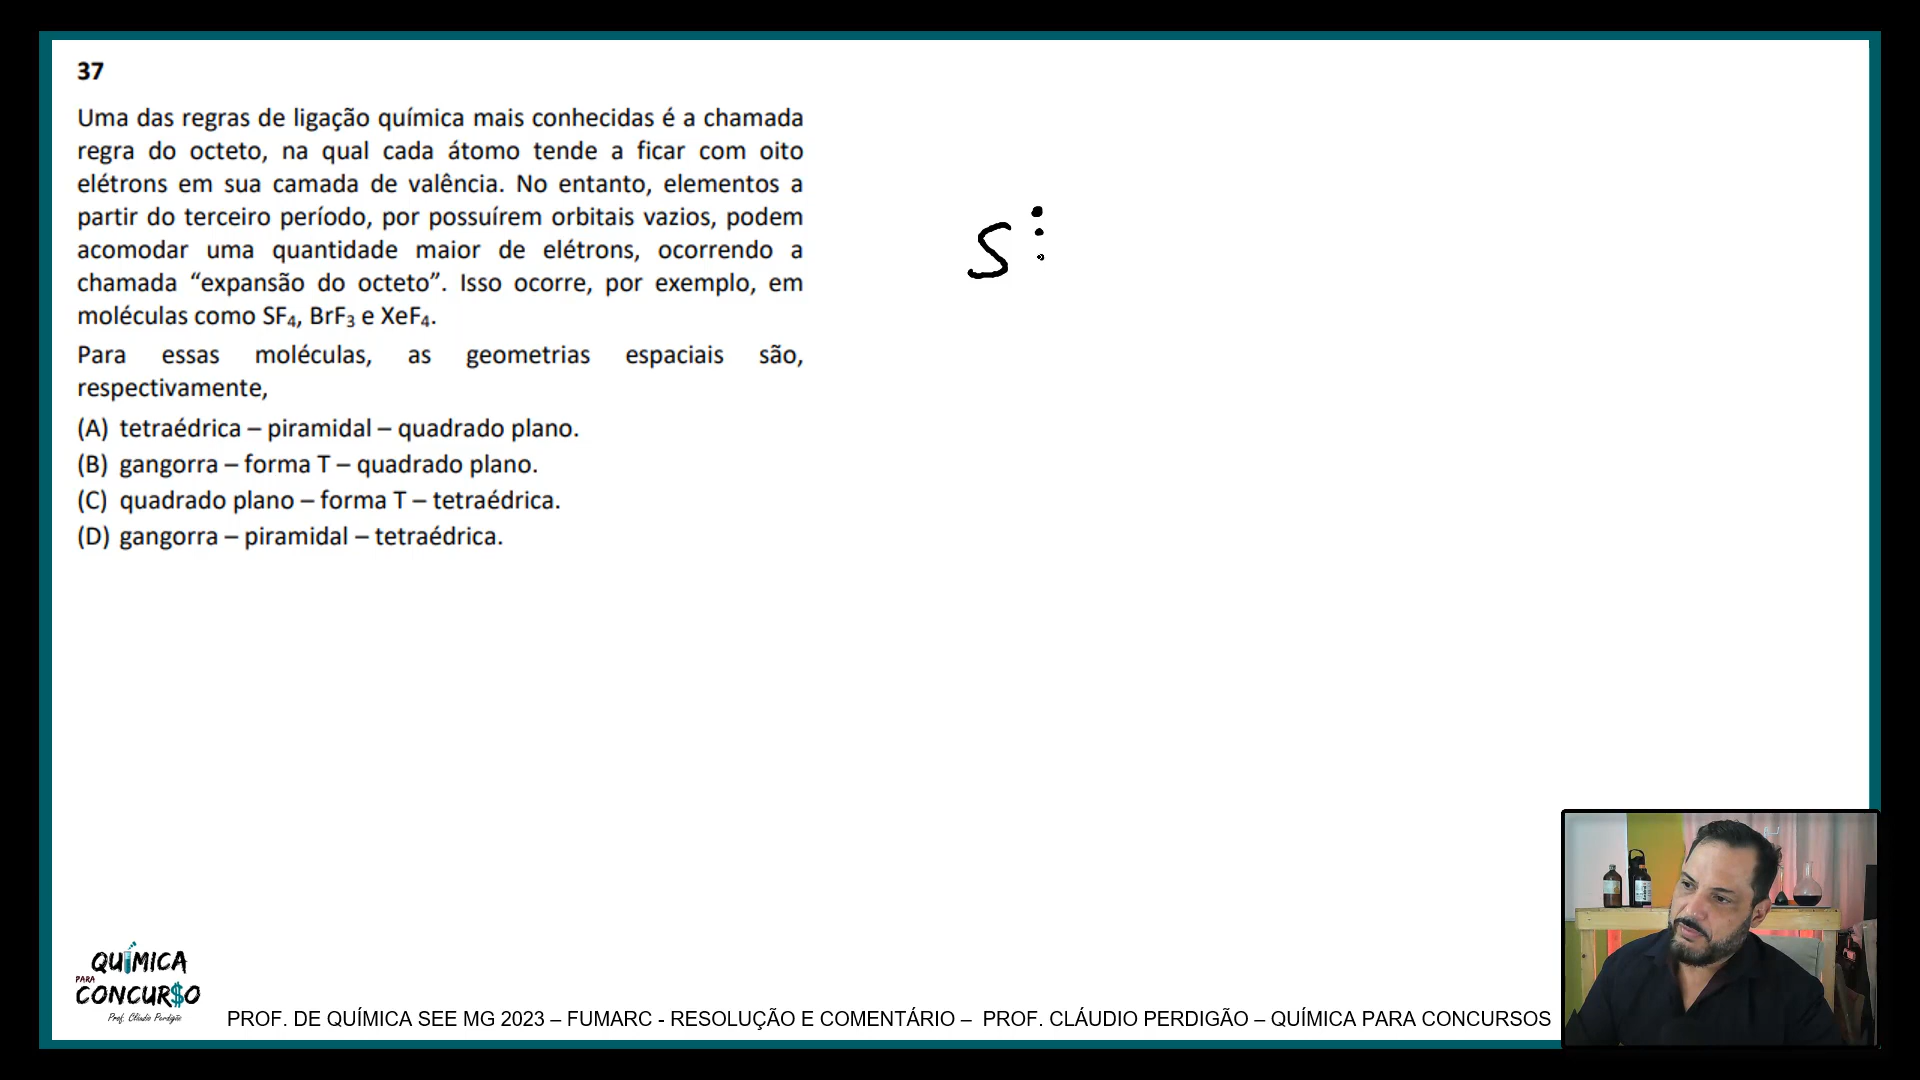 37
Uma das regras de ligação química mais conhecidas é a chamada
regra do octeto, na qual cada átomo tende a ficar com oito
elétrons em sua camada de valência. No entanto, elementos a
partir do terceiro período, por possuírem orbitais vazios, podem
acomodar uma quantidade maior de elétrons, ocorrendo a
chamada “expansão do octeto”. Isso ocorre, por exemplo, em
moléculas como SF₄, BrF₃ e XeF₄.
Para essas moléculas, as geometrias espaciais são,
respectivamente,
(A) tetraédrica – piramidal – quadrado plano.
(B) gangorra – forma T – quadrado plano.
(C) quadrado plano – forma T – tetraédrica.
(D) gangorra – piramidal – tetraédrica.
S
QUÍMICA
PARA
CONCUR$O
Prof. Cláudio Perdigão
PROF. DE QUÍMICA SEE MG 2023 – FUMARC - RESOLUÇÃO E COMENTÁRIO – PROF. CLÁUDIO PERDIGÃO – QUÍMICA PARA CONCURSOS